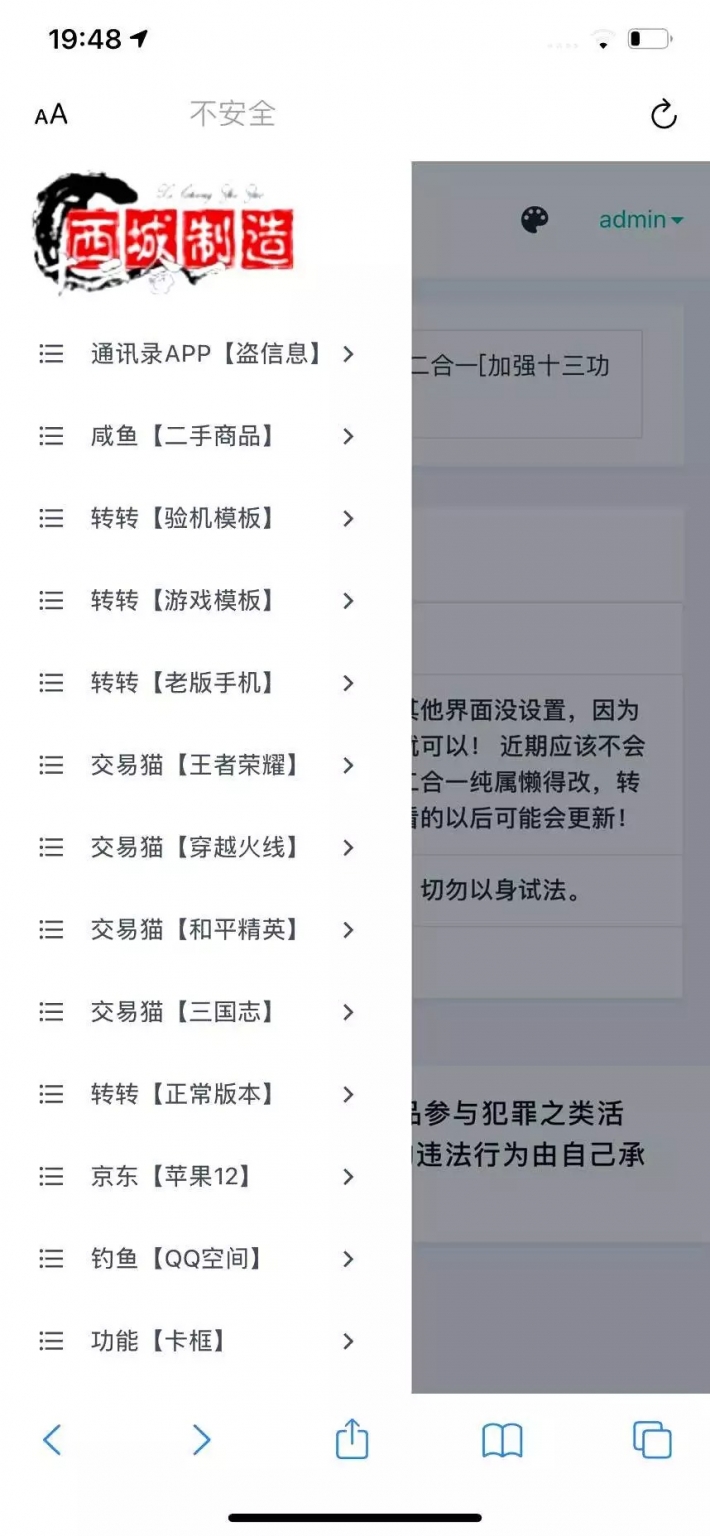 19:48
AA
不安全
西城制造
admin
通讯录APP【盗信息】
二合一[加强十三功
咸鱼【二手商品】
转转【验机模板】
转转【游戏模板】
转转【老版手机】
其他界面没设置，因为
就可以！ 近期应该不会
二合一纯属懒得改，转
看的以后可能会更新！
交易猫【王者荣耀】
交易猫【穿越火线】
切勿以身试法。
交易猫【和平精英】
交易猫【三国志】
转转【正常版本】
品参与犯罪之类活
违法行为由自己承
京东【苹果12】
钓鱼【QQ空间】
功能【卡框】